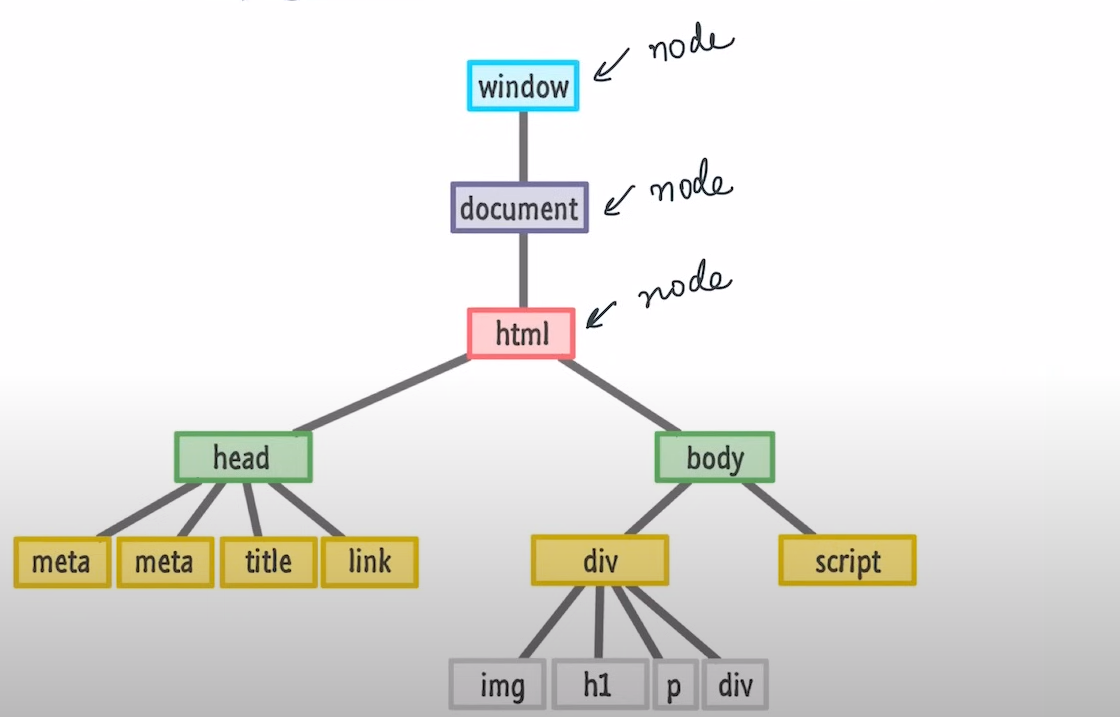 node
window
node
document
node
html
head
body
meta meta title link
div
script
img h1 p div